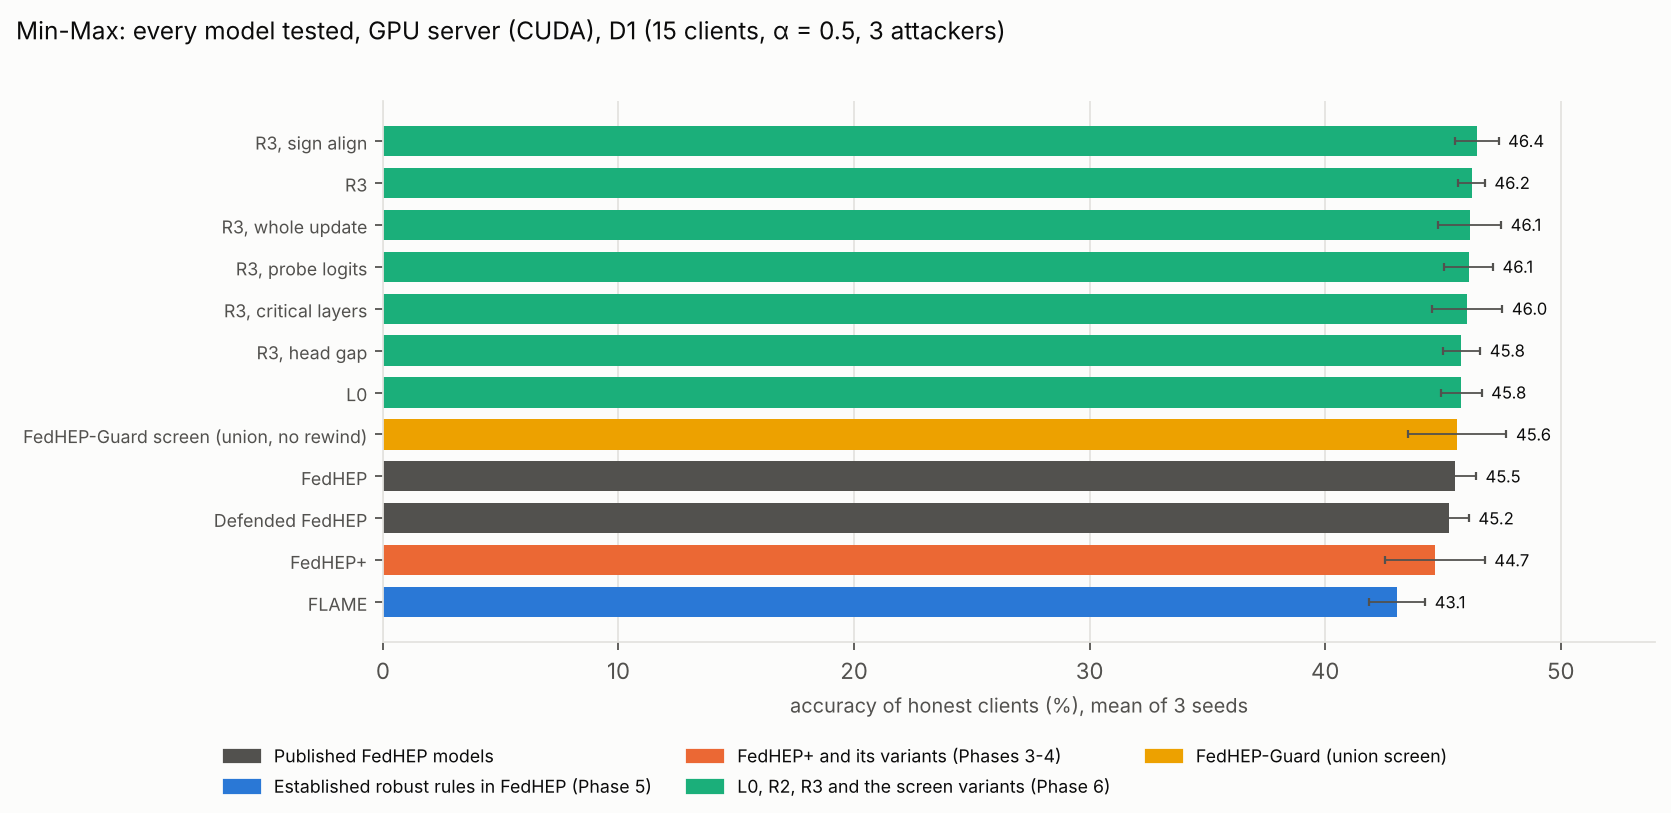 Min-Max: every model tested, GPU server (CUDA), D1 (15 clients, α = 0.5, 3 attackers)
R3, sign align 46.4
R3 46.2
R3, whole update 46.1
R3, probe logits 46.1
R3, critical layers 46.0
R3, head gap 45.8
L0 45.8
FedHEP-Guard screen (union, no rewind) 45.6
FedHEP 45.5
Defended FedHEP 45.2
FedHEP+ 44.7
FLAME 43.1
0 10 20 30 40 50
accuracy of honest clients (%), mean of 3 seeds
Published FedHEP models FedHEP+ and its variants (Phases 3-4) FedHEP-Guard (union screen)
Established robust rules in FedHEP (Phase 5) L0, R2, R3 and the screen variants (Phase 6)